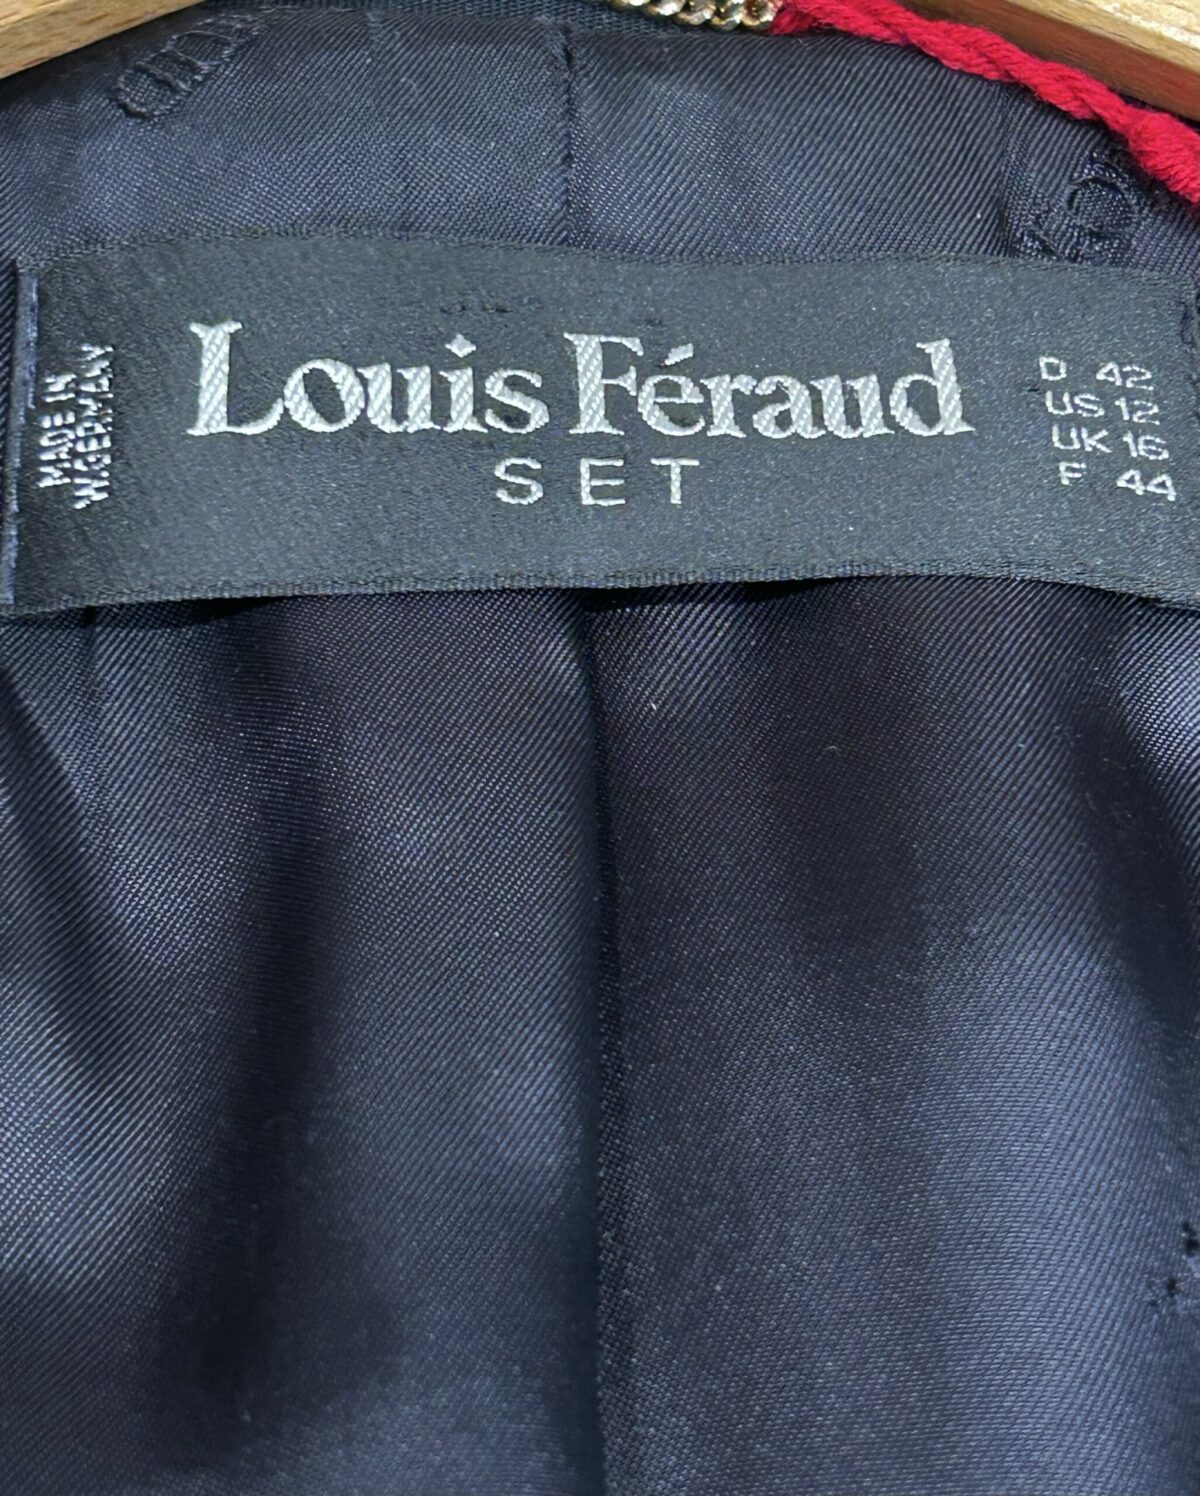 MADE IN
W.GERMANY
Louis Féraud
SET
D 42
US 12
UK 16
F 44